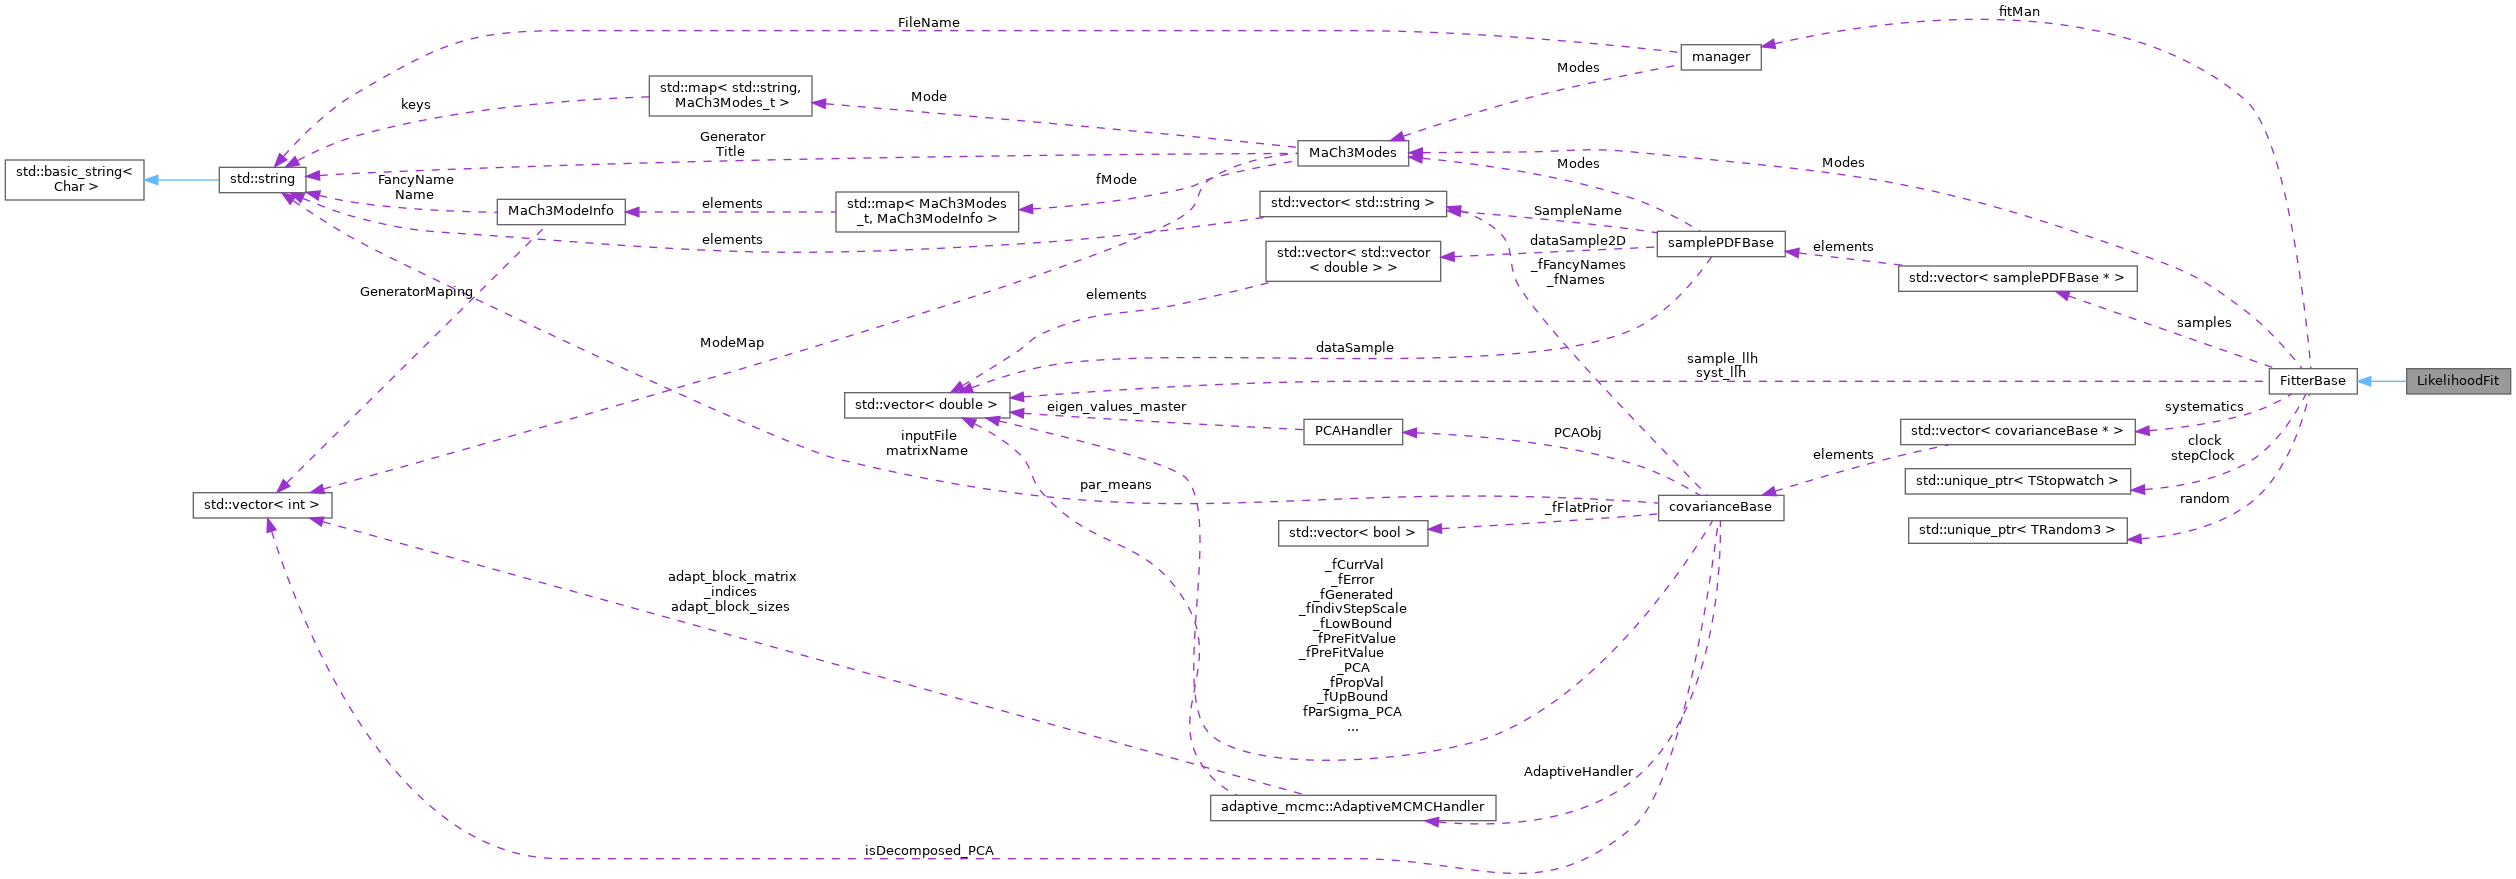 FileName
fitMan
manager
Modes
std::map< std::string,
MaCh3Modes_t >
keys
Mode
Generator
Title
MaCh3Modes
Modes
Modes
std::basic_string<
Char >
std::string
FancyName
Name
fMode
MaCh3ModeInfo
elements
std::map< MaCh3Modes
_t, MaCh3ModeInfo >
std::vector< std::string >
SampleName
samplePDFBase
elements
dataSample2D
elements
std::vector< std::vector
< double > >
_fFancyNames
_fNames
std::vector< samplePDFBase * >
GeneratorMaping
elements
samples
ModeMap
dataSample
sample_llh
syst_llh
FitterBase
LikelihoodFit
std::vector< double >
eigen_values_master
systematics
inputFile
matrixName
PCAHandler
PCAObj
std::vector< covarianceBase * >
clock
stepClock
elements
par_means
std::unique_ptr< TStopwatch >
random
std::vector< int >
_fFlatPrior
covarianceBase
std::vector< bool >
std::unique_ptr< TRandom3 >
_fCurrVal
_fError
_fGenerated
_fIndivStepScale
_fLowBound
_fPreFitValue
_fPreFitValue
_PCA
_fPropVal
_fUpBound
fParSigma_PCA
...
adapt_block_matrix
_indices
adapt_block_sizes
AdaptiveHandler
adaptive_mcmc::AdaptiveMCMCHandler
isDecomposed_PCA